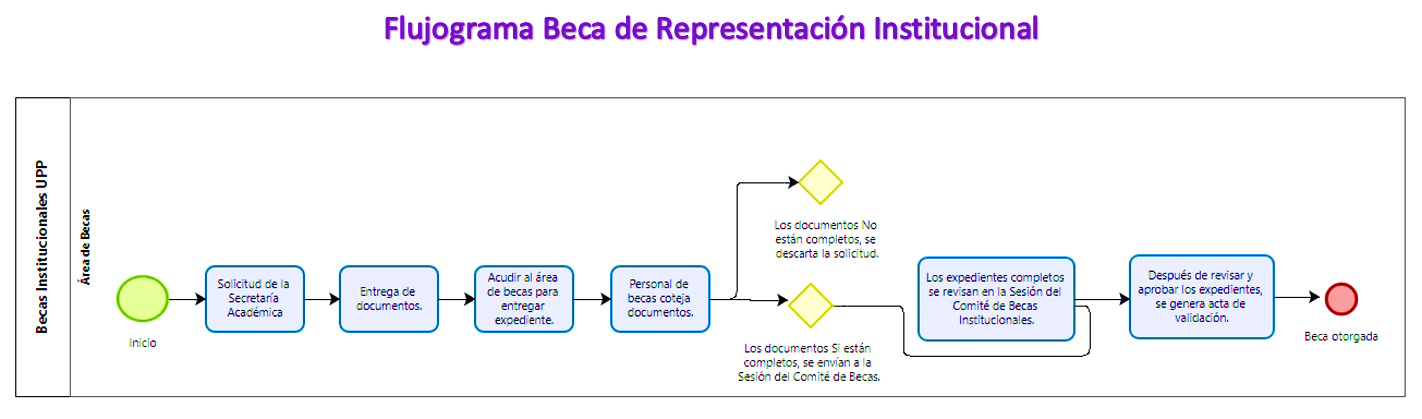 Flujograma Beca de Representación Institucional
Becas Institucionales UPP
Área de Becas
Inicio
Solicitud de la
Secretaría
Académica
Entrega de
documentos.
Acudir al área
de becas para
entregar
expediente.
Personal de
becas coteja
documentos.
Los documentos No
están completos, se
descarta la solicitud.
Los documentos Si están
completos, se envían a la
Sesión del Comité de Becas.
Los expedientes completos
se revisan en la Sesión del
Comité de Becas
Institucionales.
Después de revisar y
aprobar los expedientes,
se genera acta de
validación.
Beca otorgada